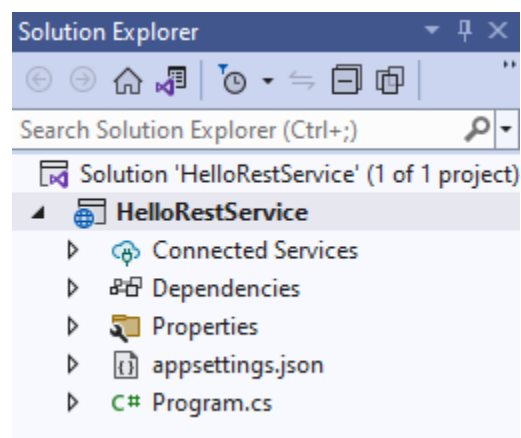 Solution Explorer
Search Solution Explorer (Ctrl+;)
Solution 'HelloRestService' (1 of 1 project)
HelloRestService
Connected Services
Dependencies
Properties
appsettings.json
C# Program.cs